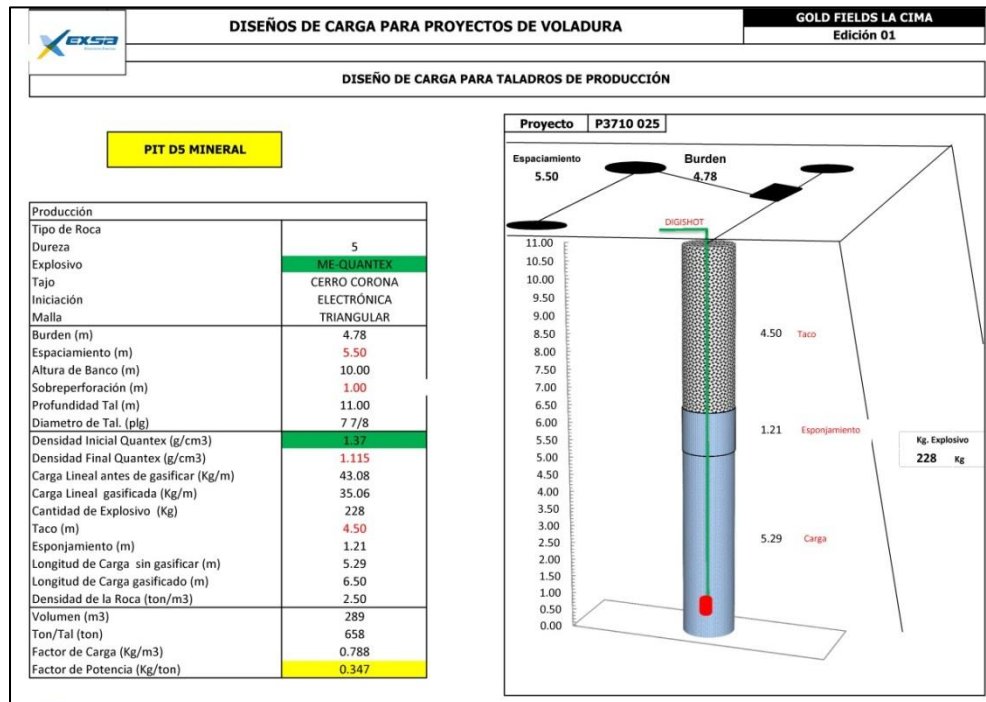 EXSA
DISEÑOS DE CARGA PARA PROYECTOS DE VOLADURA
GOLD FIELDS LA CIMA
Edición 01
DISEÑO DE CARGA PARA TALADROS DE PRODUCCIÓN
PIT D5 MINERAL
Producción
Tipo de Roca
Dureza 5
Explosivo ME-QUANTEX
Tajo CERRO CORONA
Iniciación ELECTRÓNICA
Malla TRIANGULAR
Burden (m) 4.78
Espaciamiento (m) 5.50
Altura de Banco (m) 10.00
Sobreperforación (m) 1.00
Profundidad Tal (m) 11.00
Diametro de Tal. (plg) 7 7/8
Densidad Inicial Quantex (g/cm3) 1.37
Densidad Final Quantex (g/cm3) 1.115
Carga Lineal antes de gasificar (Kg/m) 43.08
Carga Lineal gasificada (Kg/m) 35.06
Cantidad de Explosivo (Kg) 228
Taco (m) 4.50
Esponjamiento (m) 1.21
Longitud de Carga sin gasificar (m) 5.29
Longitud de Carga gasificado (m) 6.50
Densidad de la Roca (ton/m3) 2.50
Volumen (m3) 289
Ton/Tal (ton) 658
Factor de Carga (Kg/m3) 0.788
Factor de Potencia (Kg/ton) 0.347
Proyecto P3710 025
Espaciamiento
5.50
Burden
4.78
DIGISHOT
11.00
10.50
10.00
9.50
9.00
8.50
8.00
7.50
7.00
6.50
6.00
5.50
5.00
4.50
4.00
3.50
3.00
2.50
2.00
1.50
1.00
0.50
0.00
4.50 Taco
1.21 Esponjamiento
5.29 Carga
Kg. Explosivo
228 Kg